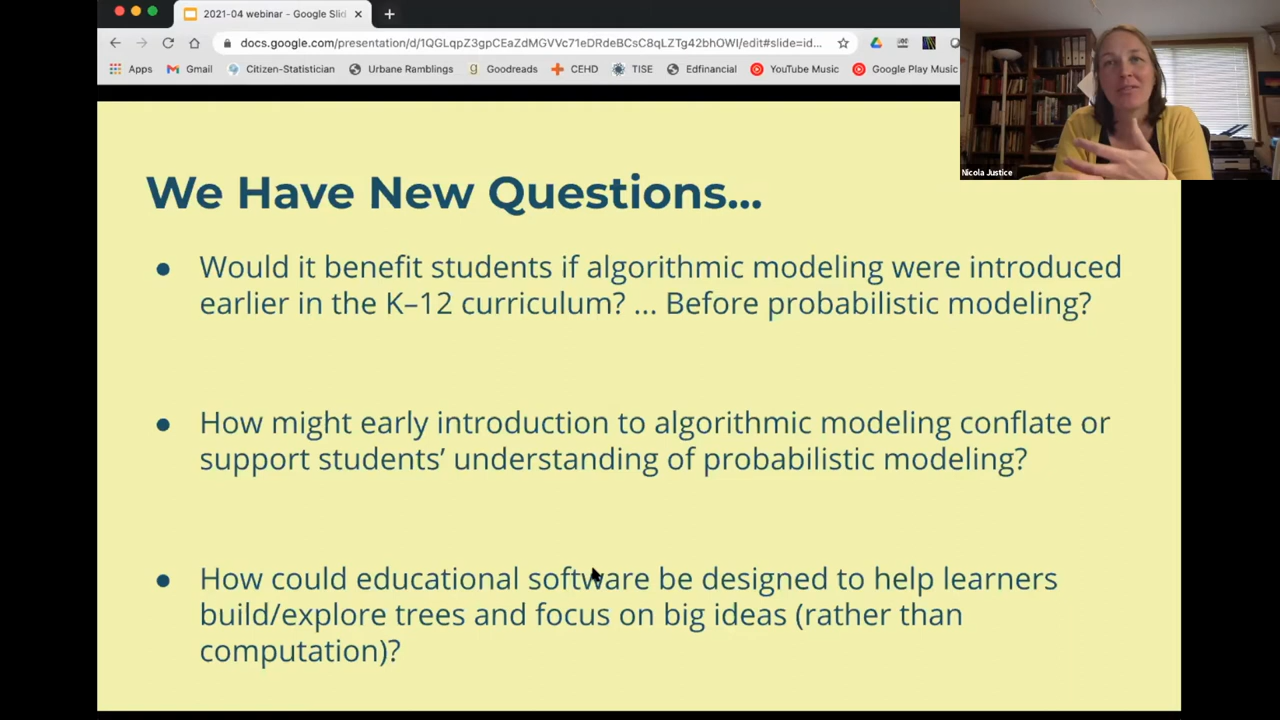 2021-04 webinar - Google Slid
docs.google.com/presentation/d/1QGLqpZ3gpCEaZdMGVVc71eDRdeBCsC8qLZTg42bhOWI/edit#slide=id...
Apps Gmail Citizen-Statistician Urbane Ramblings Goodreads CEHD TISE Edfinancial YouTube Music Google Play Music
Nicola Justice
We Have New Questions...
● Would it benefit students if algorithmic modeling were introduced
earlier in the K–12 curriculum? ... Before probabilistic modeling?
● How might early introduction to algorithmic modeling conflate or
support students’ understanding of probabilistic modeling?
● How could educational software be designed to help learners
build/explore trees and focus on big ideas (rather than
computation)?